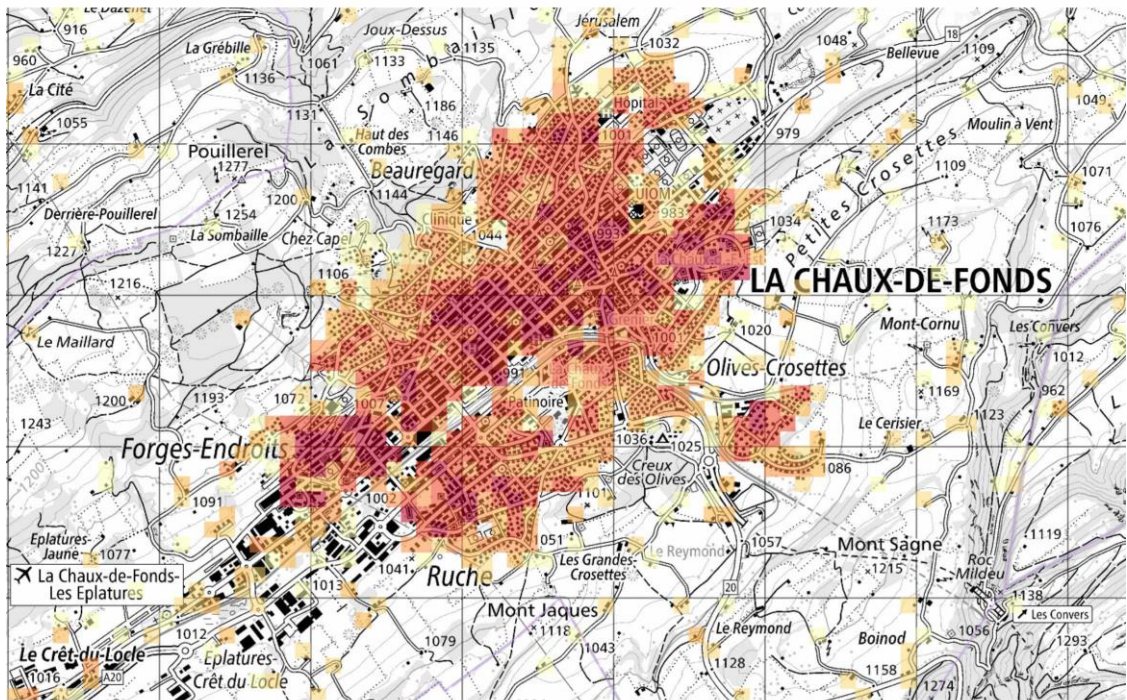 Le Dazenet
916
La Grébille
Joux-Dessus
Jérusalem
1032
1048
Bellevue
18
1109
960
1061
1133
1135
La Cité
1136
1049
1055
1131
1186
Hôpital
1001
979
Moulin à Vent
Haut des
Combes
1146
Pouillerel
1277
Beauregard
1109
Petites Crosettes
1071
1141
1200
1144
UIOM
983
Derrière-Pouillerel
1254
La Sombaille
Clinique
1044
993
1034
1173
1076
1227
Chez Capel
1216
1106
LA CHAUX-DE-FONDS
Le Maillard
Grenier
1020
Mont-Cornu
Les Convers
1001
1012
991
Olives-Crosettes
1200
1193
1072
1007
Patinoire
1169
962
1243
1123
Forges-Endroits
1036
1025
Le Cerisier
1200
Creux
des Olives
1086
1091
1002
1101
Eplatures-
Jaune
1077
1051
Le Reymond
1057
Mont Sagne
1215
1119
La Chaux-de-Fonds-
Les Eplatures
1013
1041
Ruche
Les Grandes-
Crosettes
Roc
Mildeu
20
1138
Mont Jaques
Les Convers
1012
1118
Le Reymond
1056
Le Crêt-du-Locle
Eplatures-
Crêt du Locle
1079
1043
Boinod
1293
1016
A20
1128
1158
1274